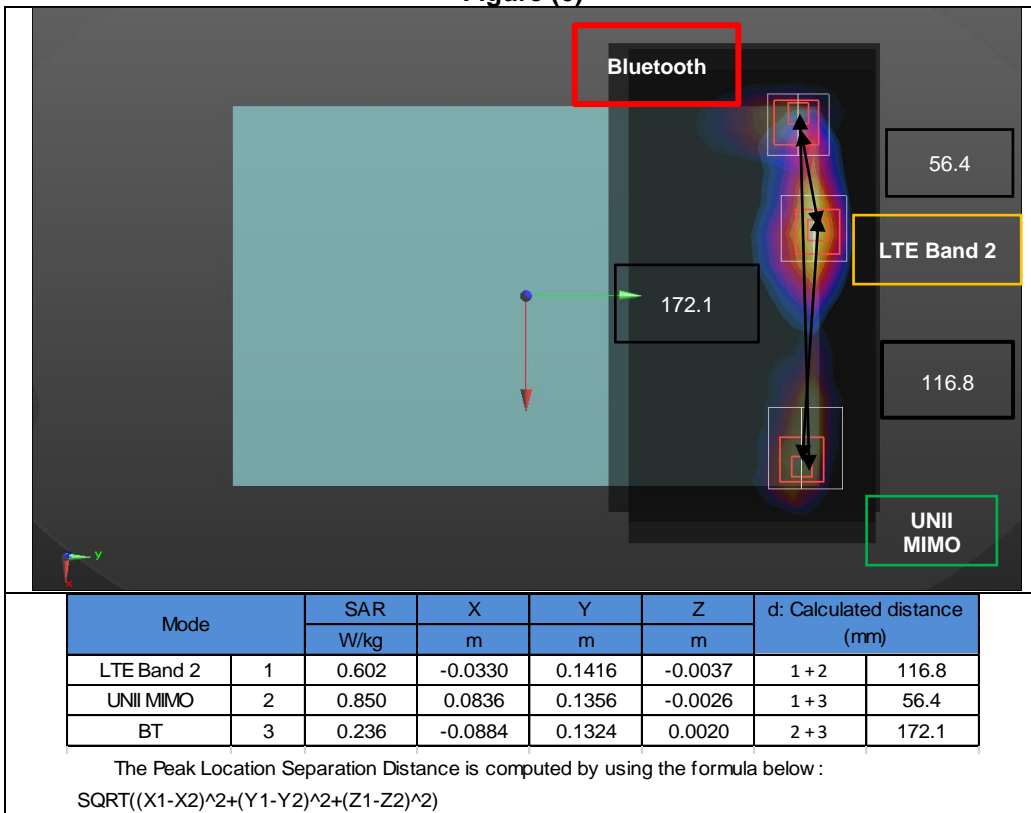 Bluetooth
56.4
LTE Band 2
172.1
116.8
UNII
MIMO
Y
X
Mode SAR X Y Z d: Calculated distance
(mm)
W/kg m m m
LTE Band 2 1 0.602 -0.0330 0.1416 -0.0037 1 + 2 116.8
UNII MIMO 2 0.850 0.0836 0.1356 -0.0026 1 + 3 56.4
BT 3 0.236 -0.0884 0.1324 0.0020 2 + 3 172.1
The Peak Location Separation Distance is computed by using the formula below :
SQRT((X1-X2)^2+(Y1-Y2)^2+(Z1-Z2)^2)